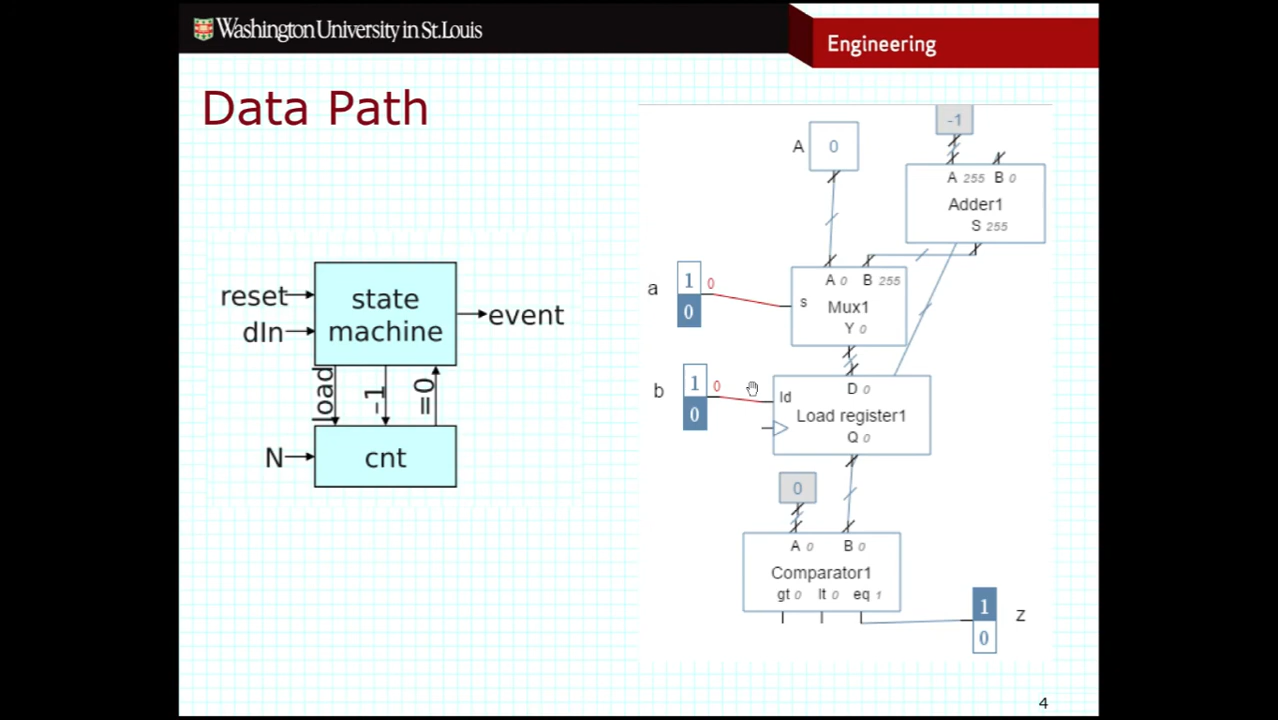 Washington University in St.Louis
Engineering
Data Path
reset
dIn
state
machine
event
load
-1
=0
N
cnt
A
0
-1
A 255 B 0
Adder1
S 255
a
1
0
0
A 0 B 255
s
Mux1
Y 0
b
1
0
0
D 0
ld
Load register1
Q 0
0
A 0 B 0
Comparator1
gt 0 lt 0 eq 1
1
0
Z
4